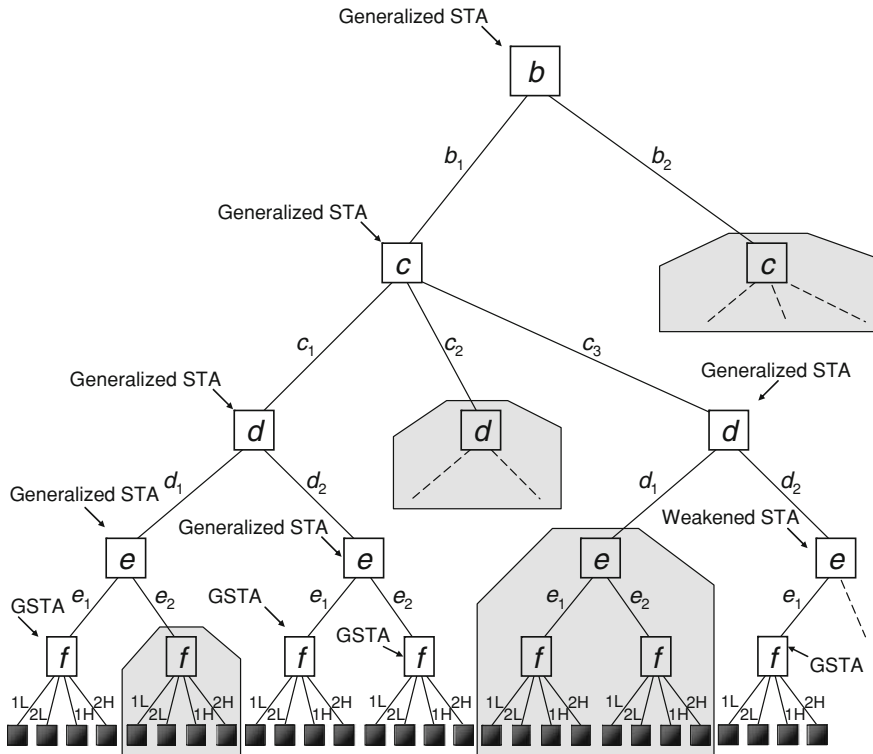 Generalized STA
b
b1 b2
Generalized STA
c c
c1 c2 c3
Generalized STA Generalized STA
d d d
d1 d2 d1 d2
Generalized STA Generalized STA Weakened STA
e e e e
e1 e2 e1 e2 e1 e2 e1
GSTA GSTA GSTA GSTA
f f f f f f f
1L 2L 1H 2H 1L 2L 1H 2H 1L 2L 1H 2H 1L 2L 1H 2H 1L 2L 1H 2H 1L 2L 1H 2H 1L 2L 1H 2H